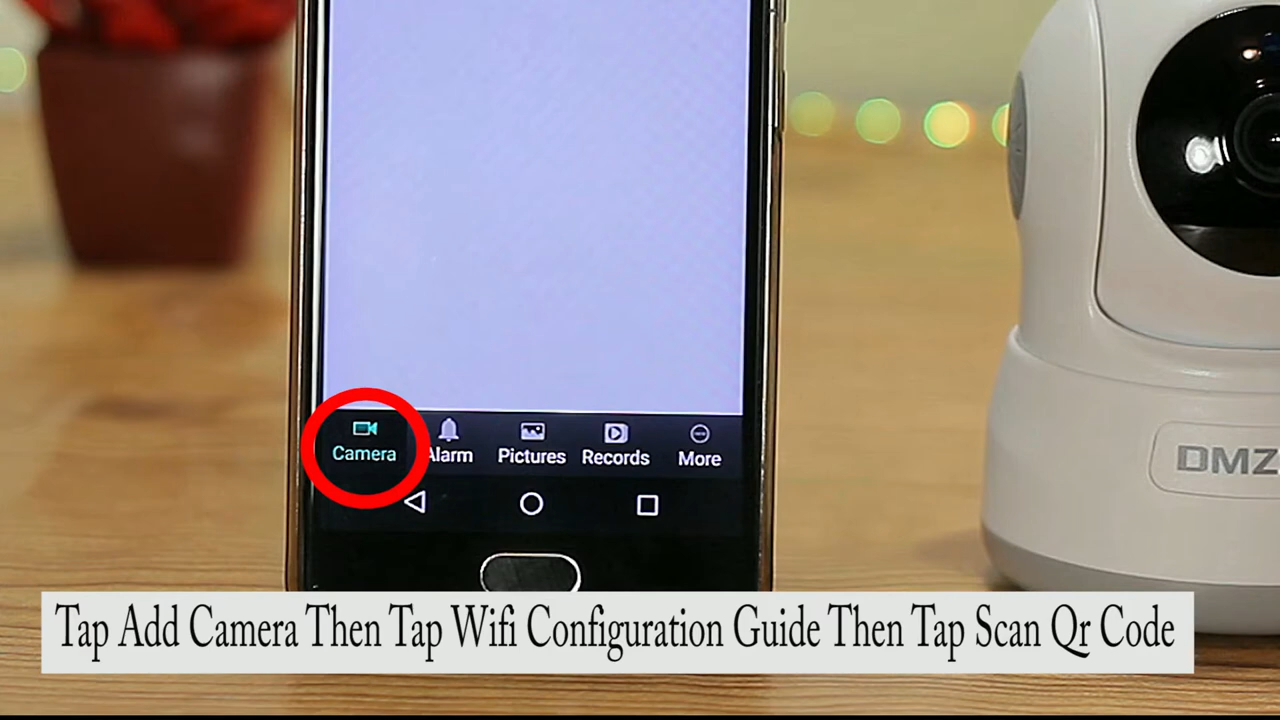 Camera
Alarm
Pictures
Records
More
DMZ
Tap Add Camera Then Tap Wifi Configuration Guide Then Tap Scan Qr Code